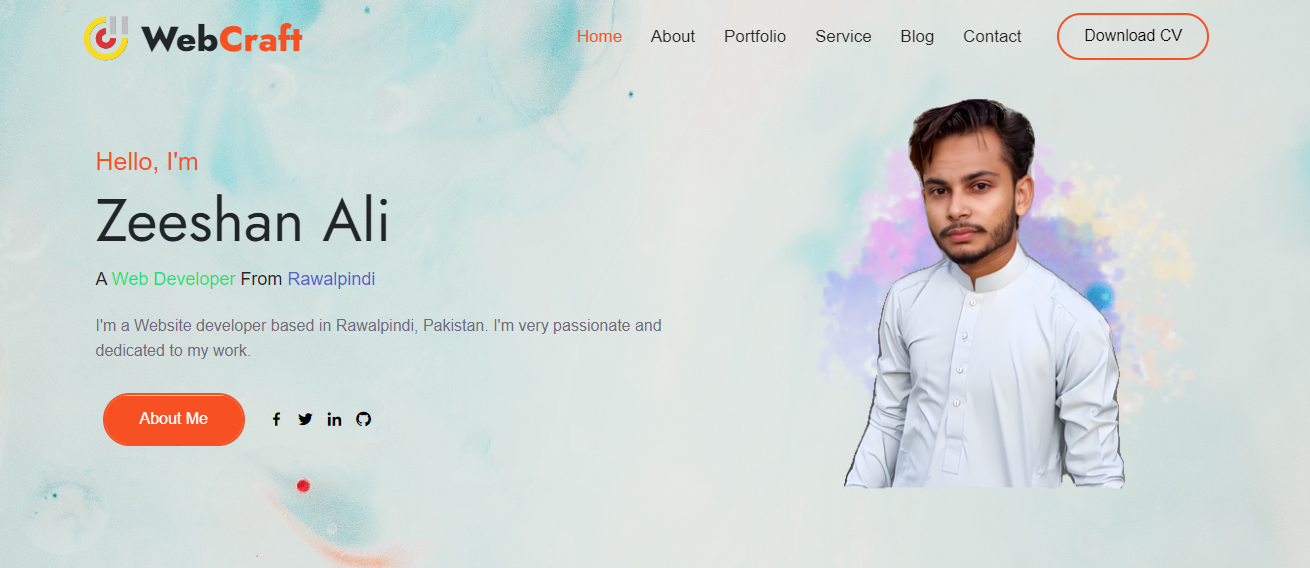 WebCraft
Home About Portfolio Service Blog Contact Download CV
Hello, I'm
Zeeshan Ali
A Web Developer From Rawalpindi
I'm a Website developer based in Rawalpindi, Pakistan. I'm very passionate and
dedicated to my work.
About Me